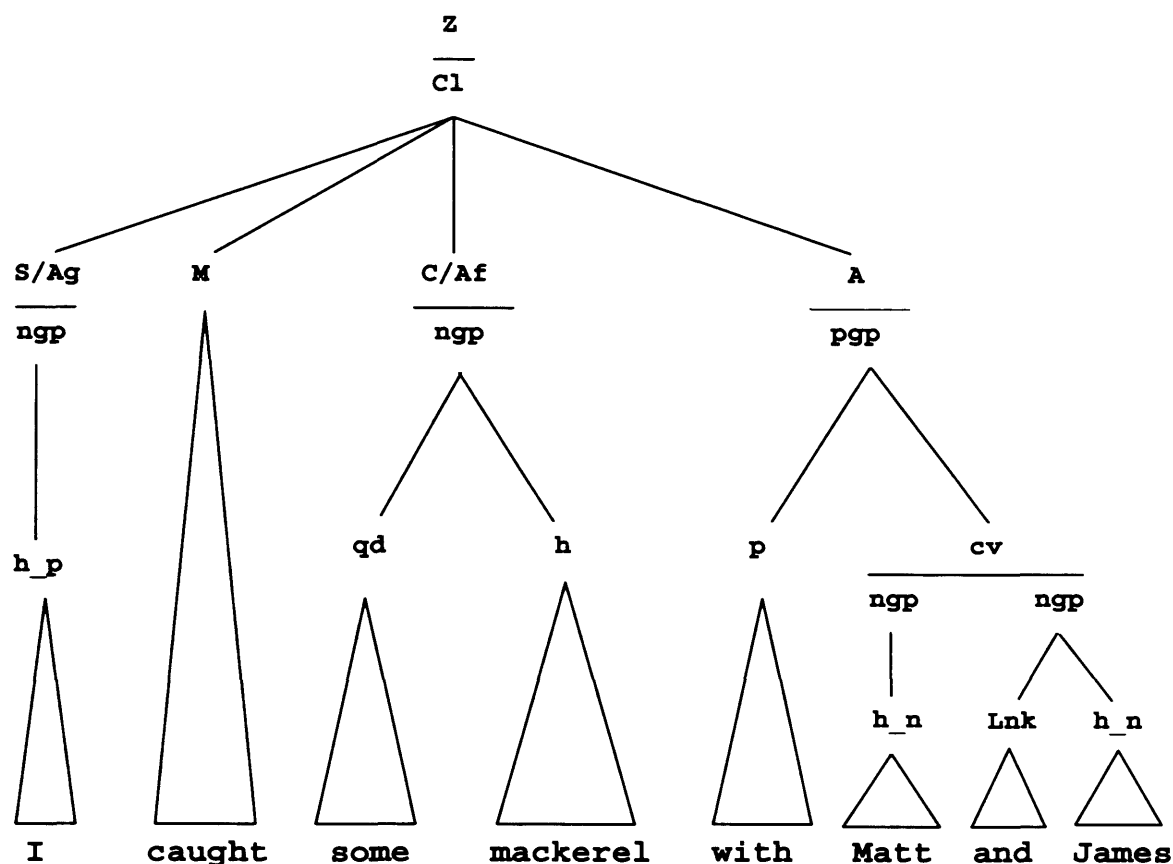 Z
Cl
S/Ag M C/Af A
ngp ngp pgp
h_p qd h p cv
ngp ngp
h_n Lnk h_n
I caught some mackerel with Matt and James